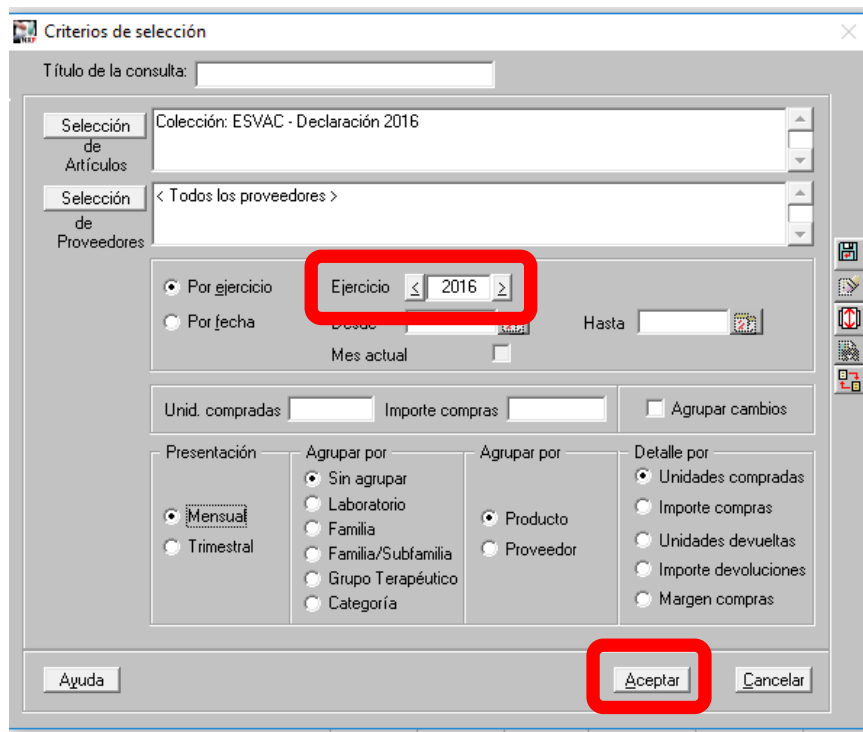 Criterios de selección
Título de la consulta:
Selección
de
Artículos
Colección: ESVAC - Declaración 2016
Selección
de
Proveedores
< Todos los proveedores >
Por ejercicio
Ejercicio < 2016 >
Por fecha
Desde
Hasta
Mes actual
Unid. compradas
Importe compras
Agrupar cambios
Presentación
Mensual
Trimestral
Agrupar por
Sin agrupar
Laboratorio
Familia
Familia/Subfamilia
Grupo Terapéutico
Categoría
Agrupar por
Producto
Proveedor
Detalle por
Unidades compradas
Importe compras
Unidades devueltas
Importe devoluciones
Margen compras
Ayuda
Aceptar
Cancelar